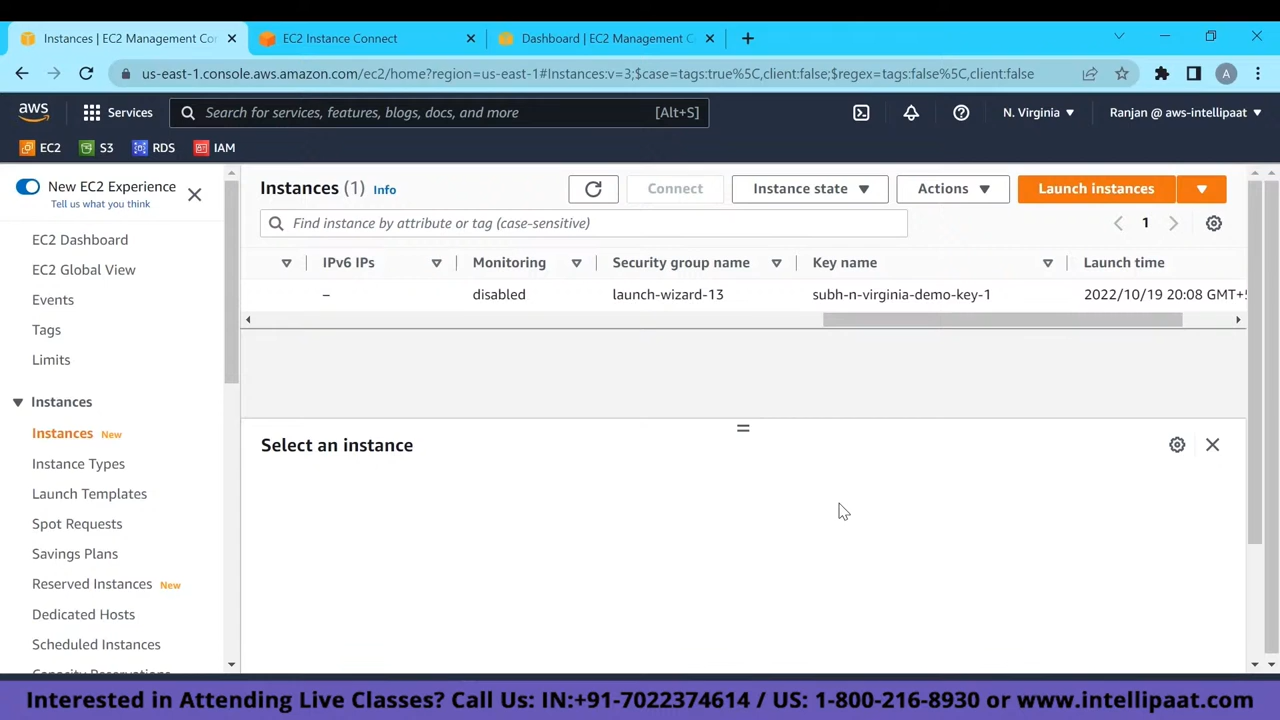 Instances | EC2 Management Cor
EC2 Instance Connect
Dashboard | EC2 Management C
us-east-1.console.aws.amazon.com/ec2/home?region=us-east-1#Instances:v=3;$case=tags:true%5C,client:false;$regex=tags:false%5C,client:false
A
aws
Services
Search for services, features, blogs, docs, and more
[Alt+S]
N. Virginia
Ranjan @ aws-intellipaat
EC2
S3
RDS
IAM
New EC2 Experience
Tell us what you think
EC2 Dashboard
EC2 Global View
Events
Tags
Limits
Instances
Instances New
Instance Types
Launch Templates
Spot Requests
Savings Plans
Reserved Instances New
Dedicated Hosts
Scheduled Instances
Capacity Reservations
Instances (1) Info
Connect
Instance state
Actions
Launch instances
Find instance by attribute or tag (case-sensitive)
1
IPv6 IPs
Monitoring
Security group name
Key name
Launch time
–
disabled
launch-wizard-13
subh-n-virginia-demo-key-1
2022/10/19 20:08 GMT+5
Select an instance
Interested in Attending Live Classes? Call Us: IN:+91-7022374614 / US: 1-800-216-8930 or www.intellipaat.com